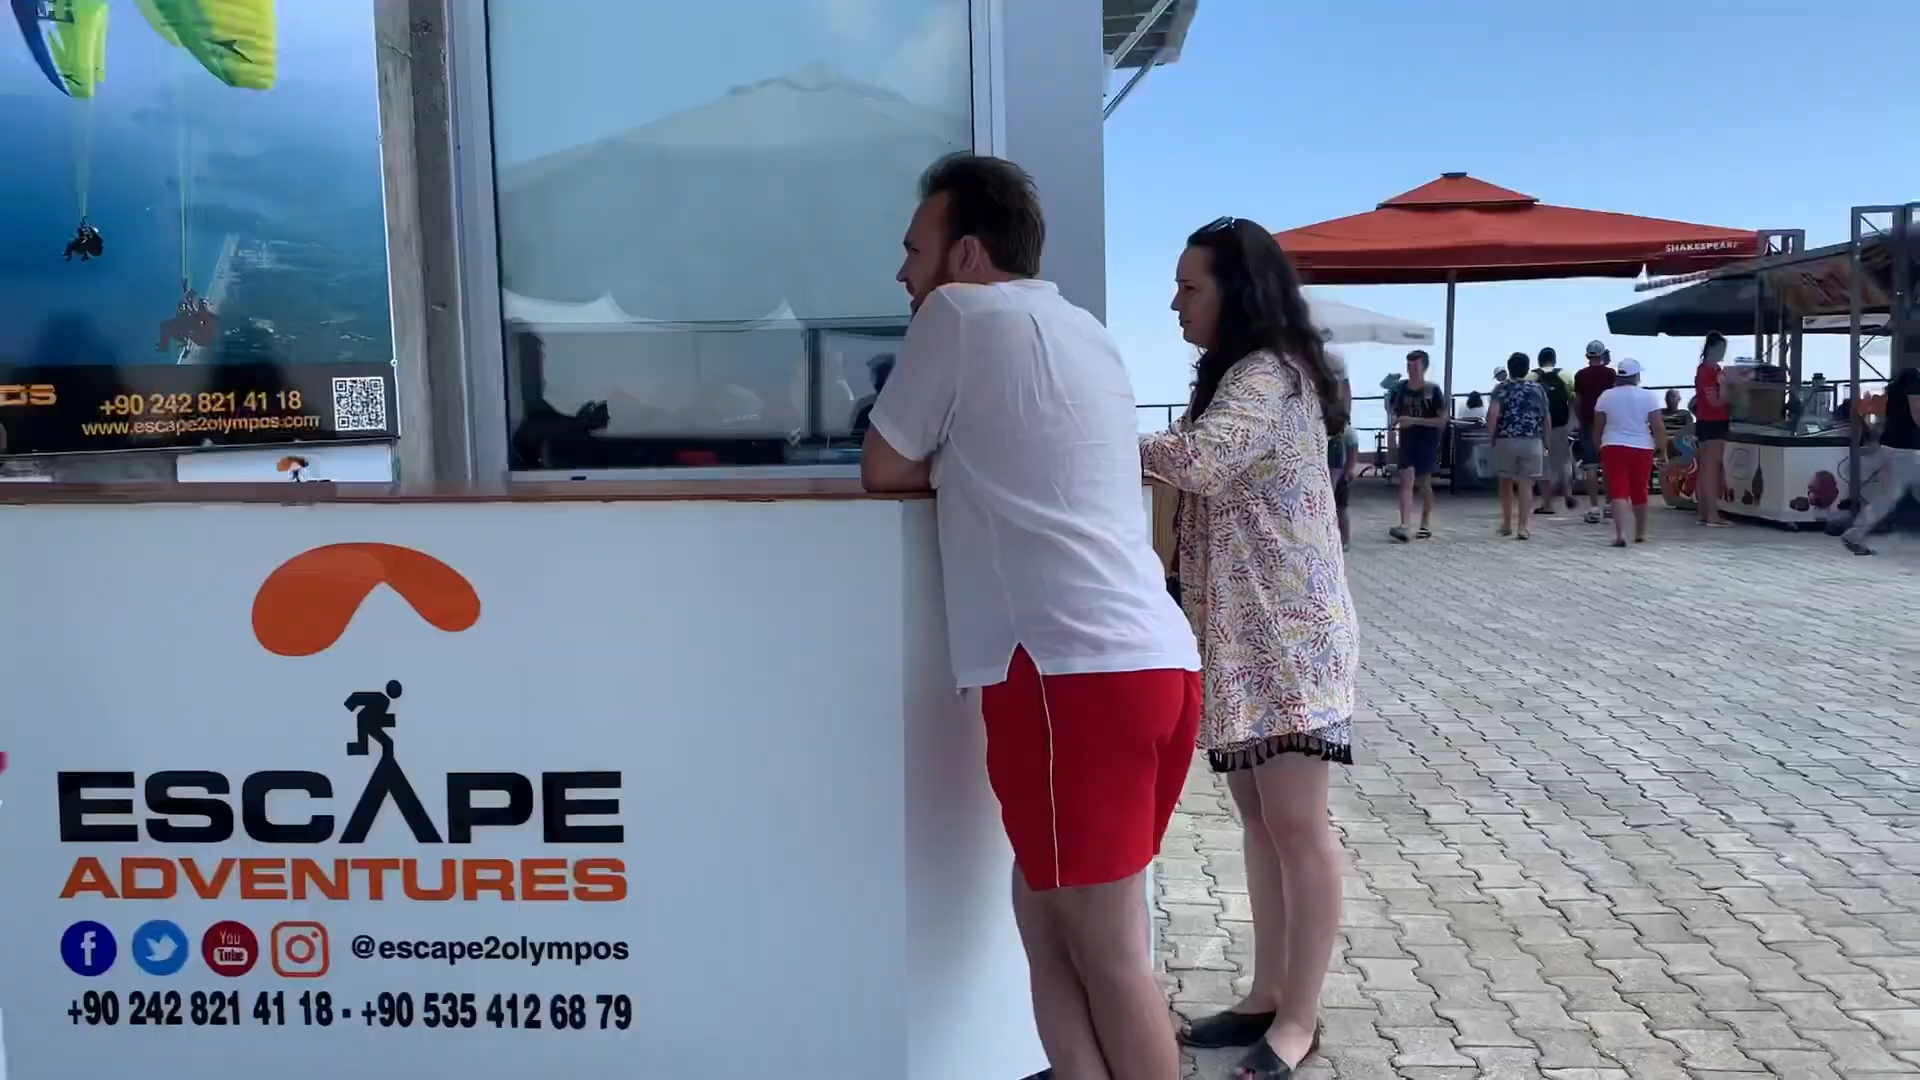 +90 242 821 41 18
www.escape2olympos.com
SHAKESPEARE
ESCAPE
ADVENTURES
You
Tube
@escape2olympos
+90 242 821 41 18 - +90 535 412 68 79